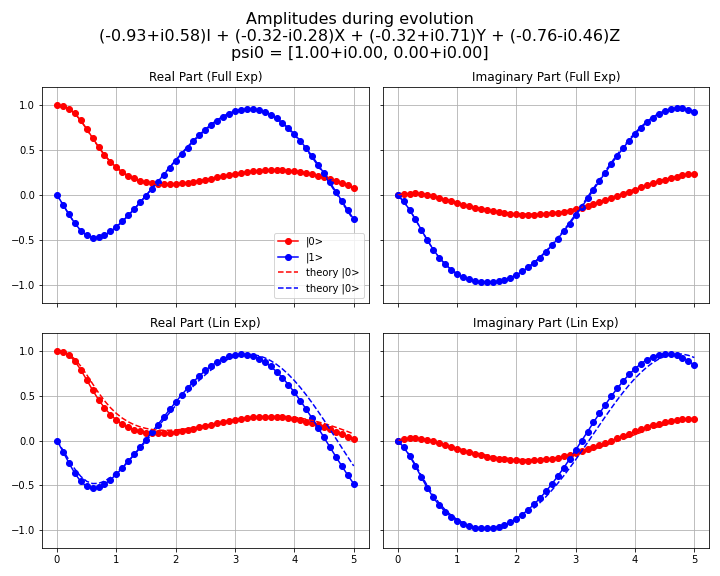 Amplitudes during evolution
(-0.93+i0.58)I + (-0.32-i0.28)X + (-0.32+i0.71)Y + (-0.76-i0.46)Z
psi0 = [1.00+i0.00, 0.00+i0.00]
Real Part (Full Exp)
Imaginary Part (Full Exp)
1.0
0.5
0.0
−0.5
−1.0
|0>
|1>
theory |0>
theory |0>
Real Part (Lin Exp)
Imaginary Part (Lin Exp)
1.0
0.5
0.0
−0.5
−1.0
0 1 2 3 4 5
0 1 2 3 4 5